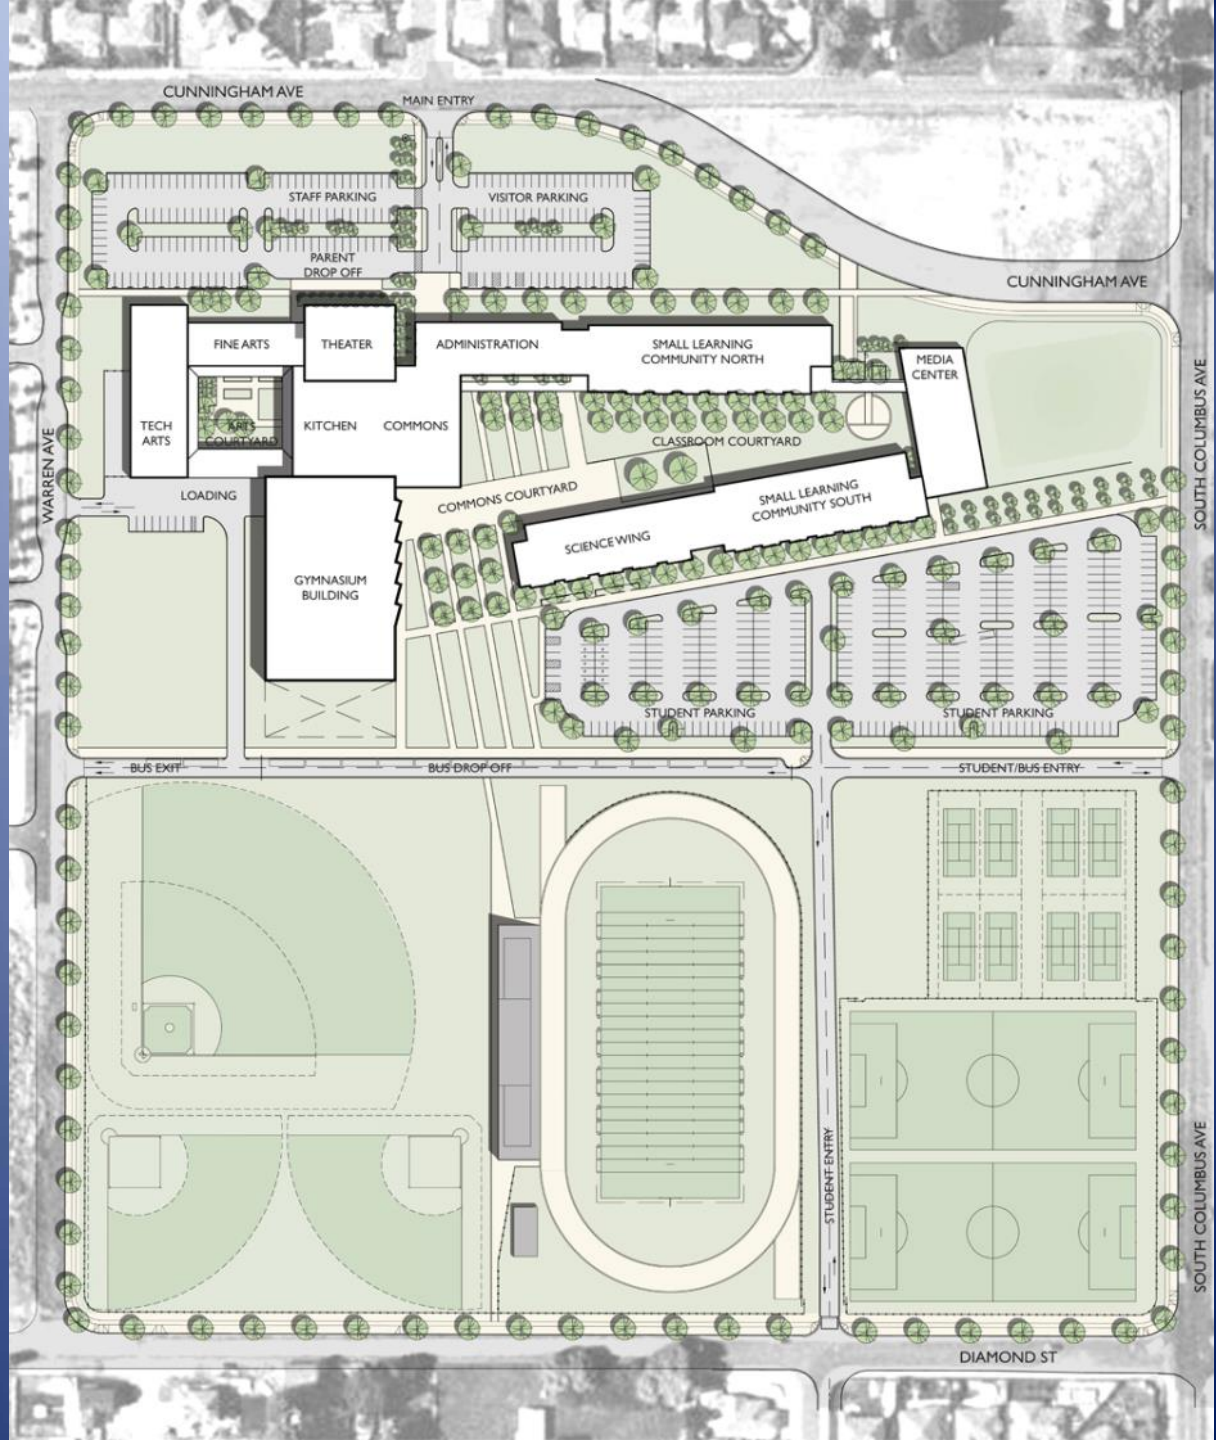 CUNNINGHAM AVE
MAIN ENTRY
STAFF PARKING
VISITOR PARKING
PARENT
DROP OFF
CUNNINGHAM AVE
FINE ARTS
THEATER
ADMINISTRATION
SMALL LEARNING
COMMUNITY NORTH
MEDIA
CENTER
TECH
ARTS
ARTS
COURTYARD
KITCHEN
COMMONS
CLASSROOM COURTYARD
WARREN AVE
SOUTH COLUMBUS AVE
LOADING
COMMONS COURTYARD
SMALL LEARNING
COMMUNITY SOUTH
SCIENCE WING
GYMNASIUM
BUILDING
STUDENT PARKING
STUDENT PARKING
BUS EXIT
BUS DROP OFF
STUDENT/BUS ENTRY
STUDENT ENTRY
SOUTH COLUMBUS AVE
DIAMOND ST